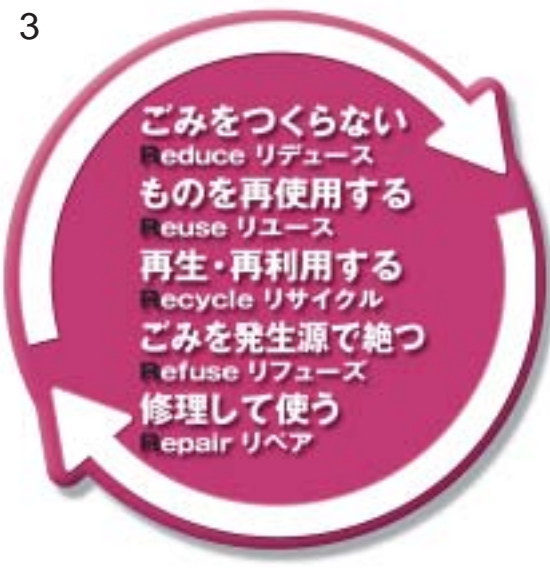 3
ごみをつくらない
Reduce リデュース
ものを再使用する
Reuse リユース
再生・再利用する
Recycle リサイクル
ごみを発生源で絶つ
Refuse リフューズ
修理して使う
Repair リペア